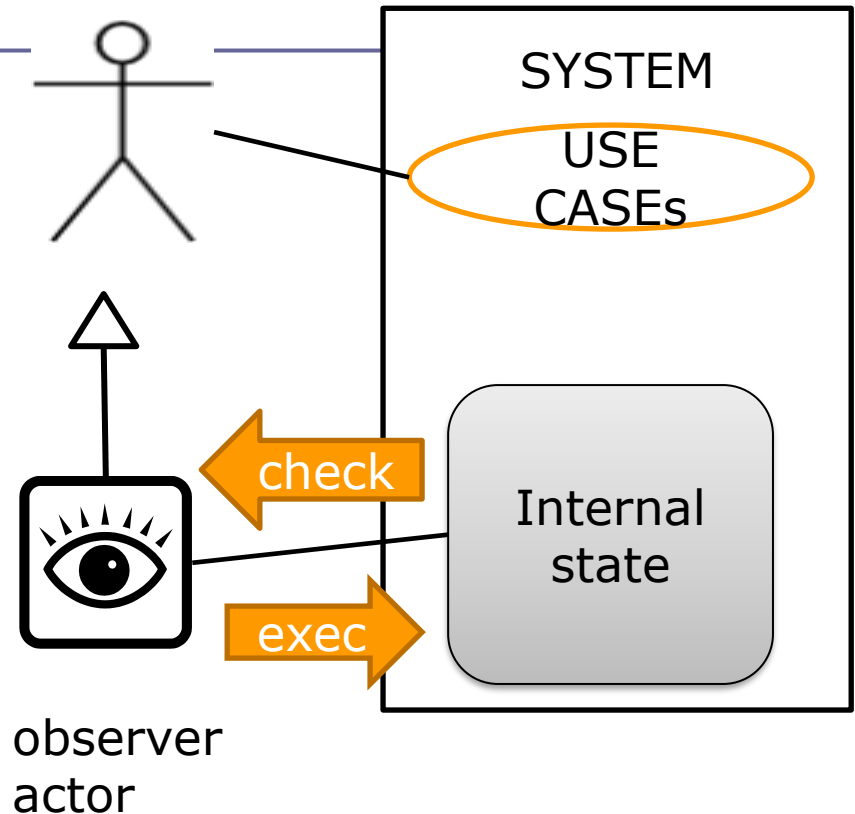 SYSTEM
USE
CASEs
check
Internal
state
exec
observer
actor